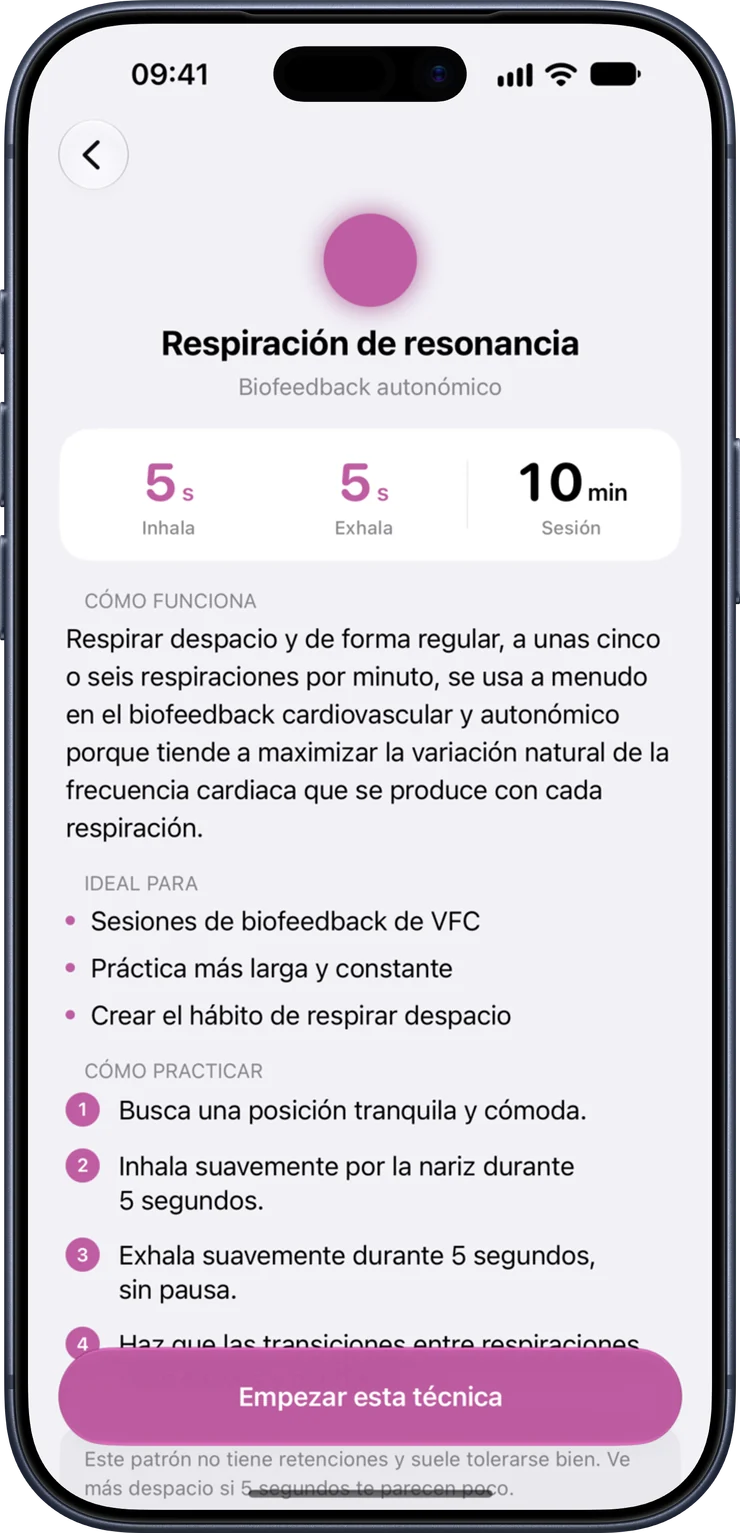 09:41
Respiración de resonancia
Biofeedback autonómico
5 s
Inhala
5 s
Exhala
10 min
Sesión
CÓMO FUNCIONA
Respirar despacio y de forma regular, a unas cinco
o seis respiraciones por minuto, se usa a menudo
en el biofeedback cardiovascular y autonómico
porque tiende a maximizar la variación natural de la
frecuencia cardiaca que se produce con cada
respiración.
IDEAL PARA
• Sesiones de biofeedback de VFC
• Práctica más larga y constante
• Crear el hábito de respirar despacio
CÓMO PRACTICAR
1 Busca una posición tranquila y cómoda.
2 Inhala suavemente por la nariz durante
5 segundos.
3 Exhala suavemente durante 5 segundos,
sin pausa.
4 Haz que las transiciones entre respiraciones
Empezar esta técnica
Este patrón no tiene retenciones y suele tolerarse bien. Ve
más despacio si 5 segundos te parecen poco.